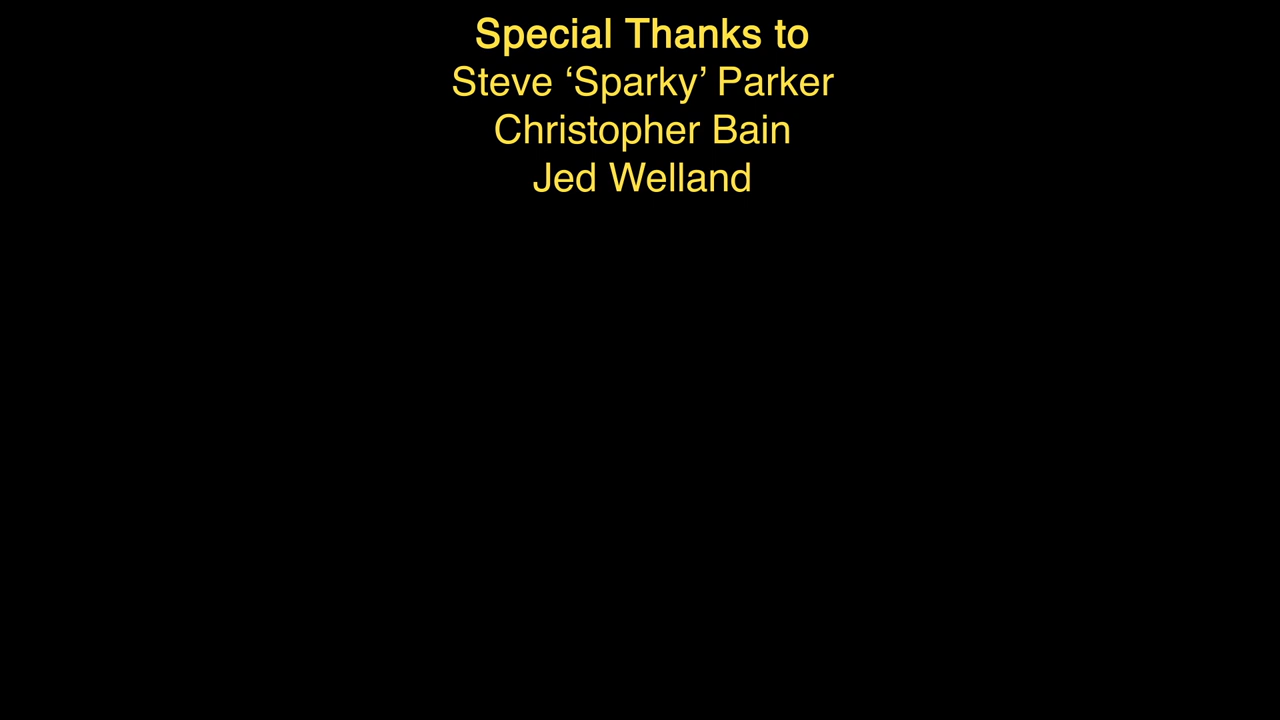 Special Thanks to
Steve ‘Sparky’ Parker
Christopher Bain
Jed Welland